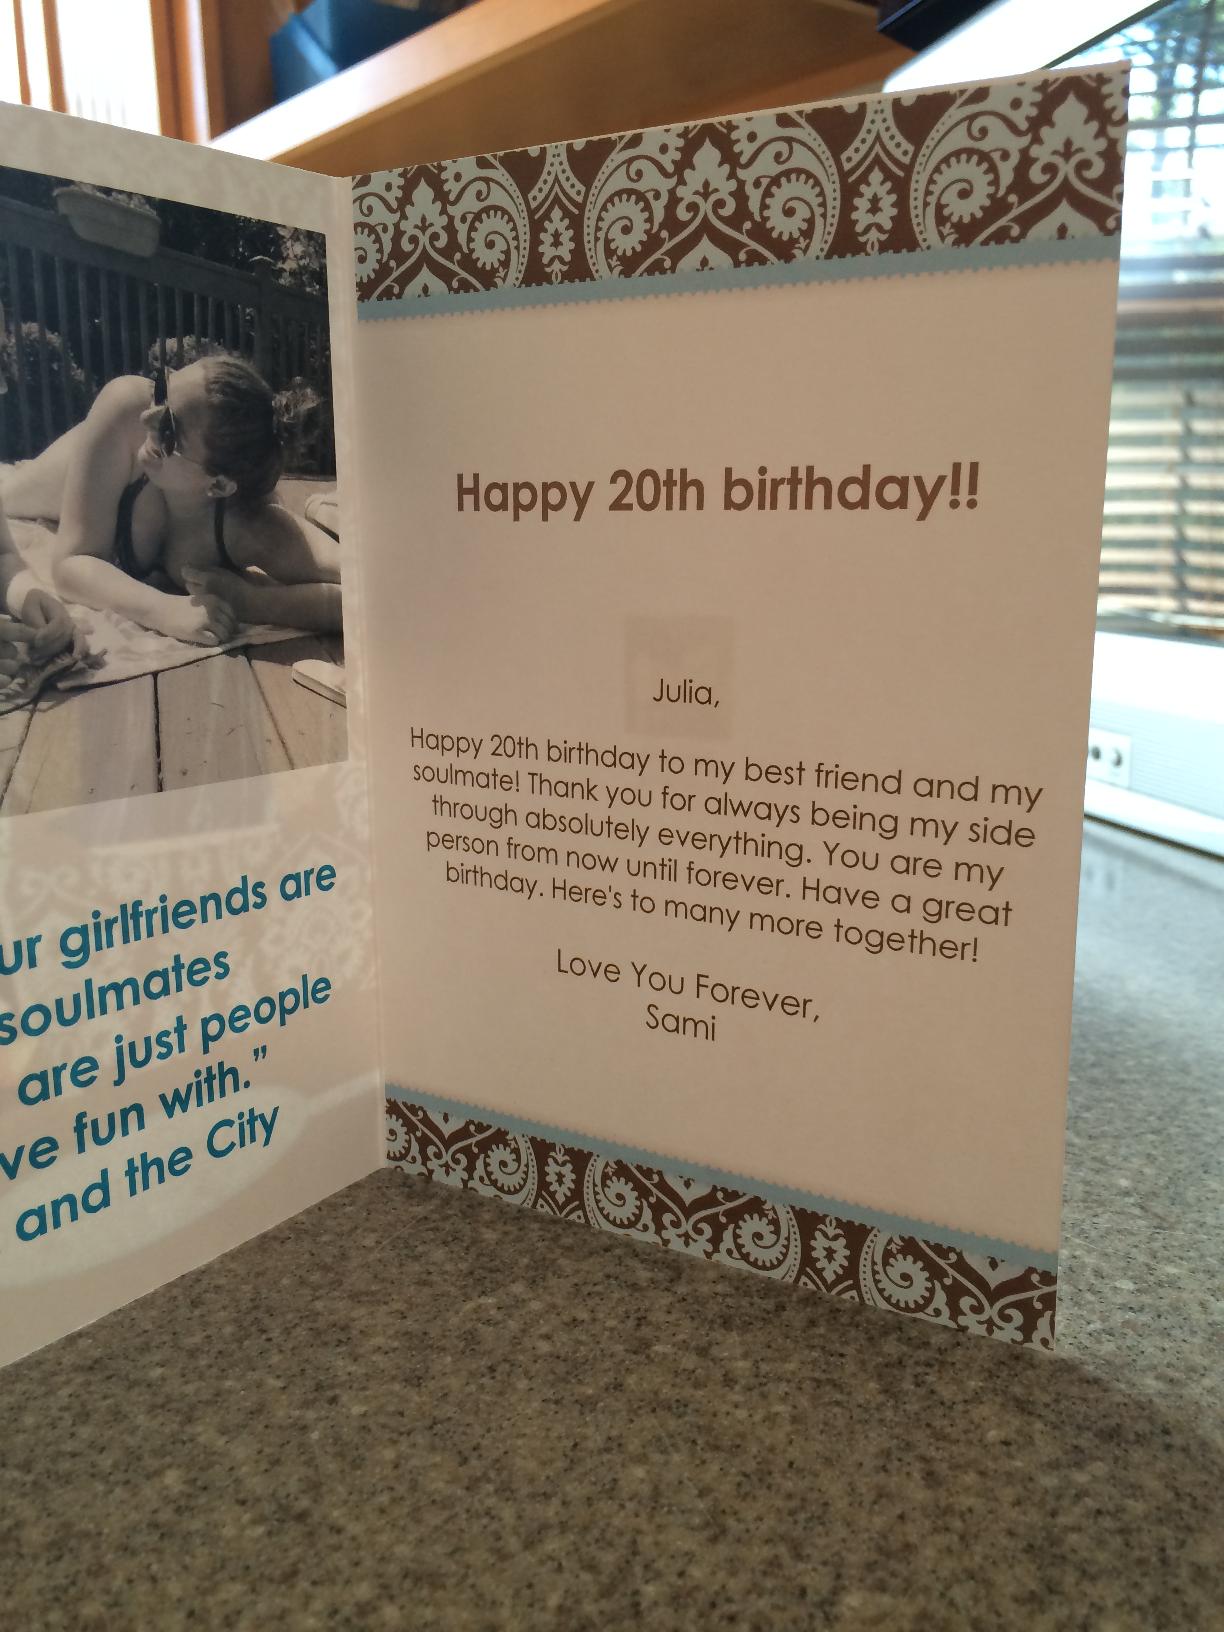 ur girlfriends are
soulmates
are just people
ve fun with."
and the City
Happy 20th birthday!!
Julia,
Happy 20th birthday to my best friend and my
soulmate! Thank you for always being my side
through absolutely everything. You are my
person from now until forever. Have a great
birthday. Here's to many more together!
Love You Forever,
Sami